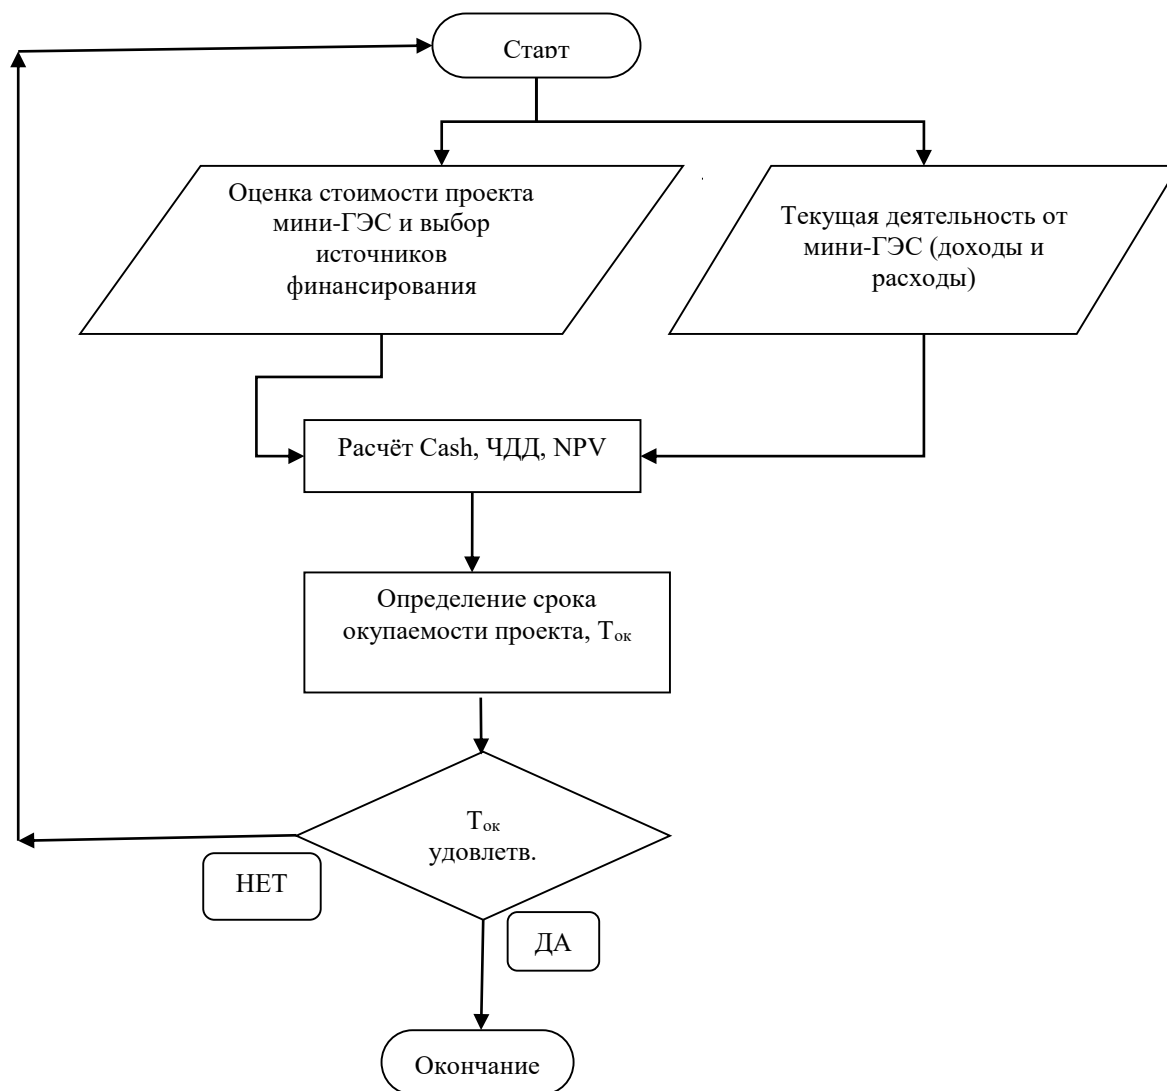 Старт
Оценка стоимости проекта
мини-ГЭС и выбор
источников
финансирования
Текущая деятельность от
мини-ГЭС (доходы и
расходы)
Расчёт Cash, ЧДД, NPV
Определение срока
окупаемости проекта, Tок
Tок
удовлетв.
НЕТ
ДА
Окончание